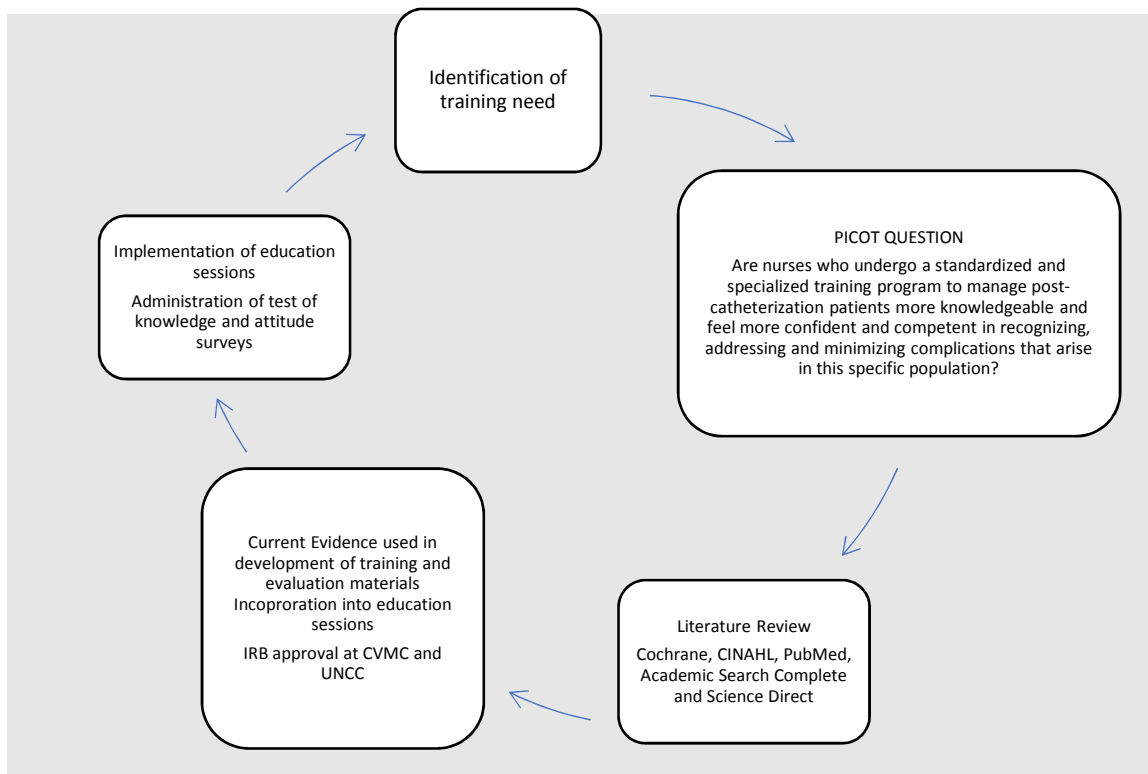 Identification of
training need
PICOT QUESTION
Are nurses who undergo a standardized and
specialized training program to manage post-
catheterization patients more knowledgeable and
feel more confident and competent in recognizing,
addressing and minimizing complications that arise
in this specific population?
Literature Review
Cochrane, CINAHL, PubMed,
Academic Search Complete
and Science Direct
Current Evidence used in
development of training and
evaluation materials
Incoproration into education
sessions
IRB approval at CVMC and
UNCC
Implementation of education
sessions
Administration of test of
knowledge and attitude
surveys